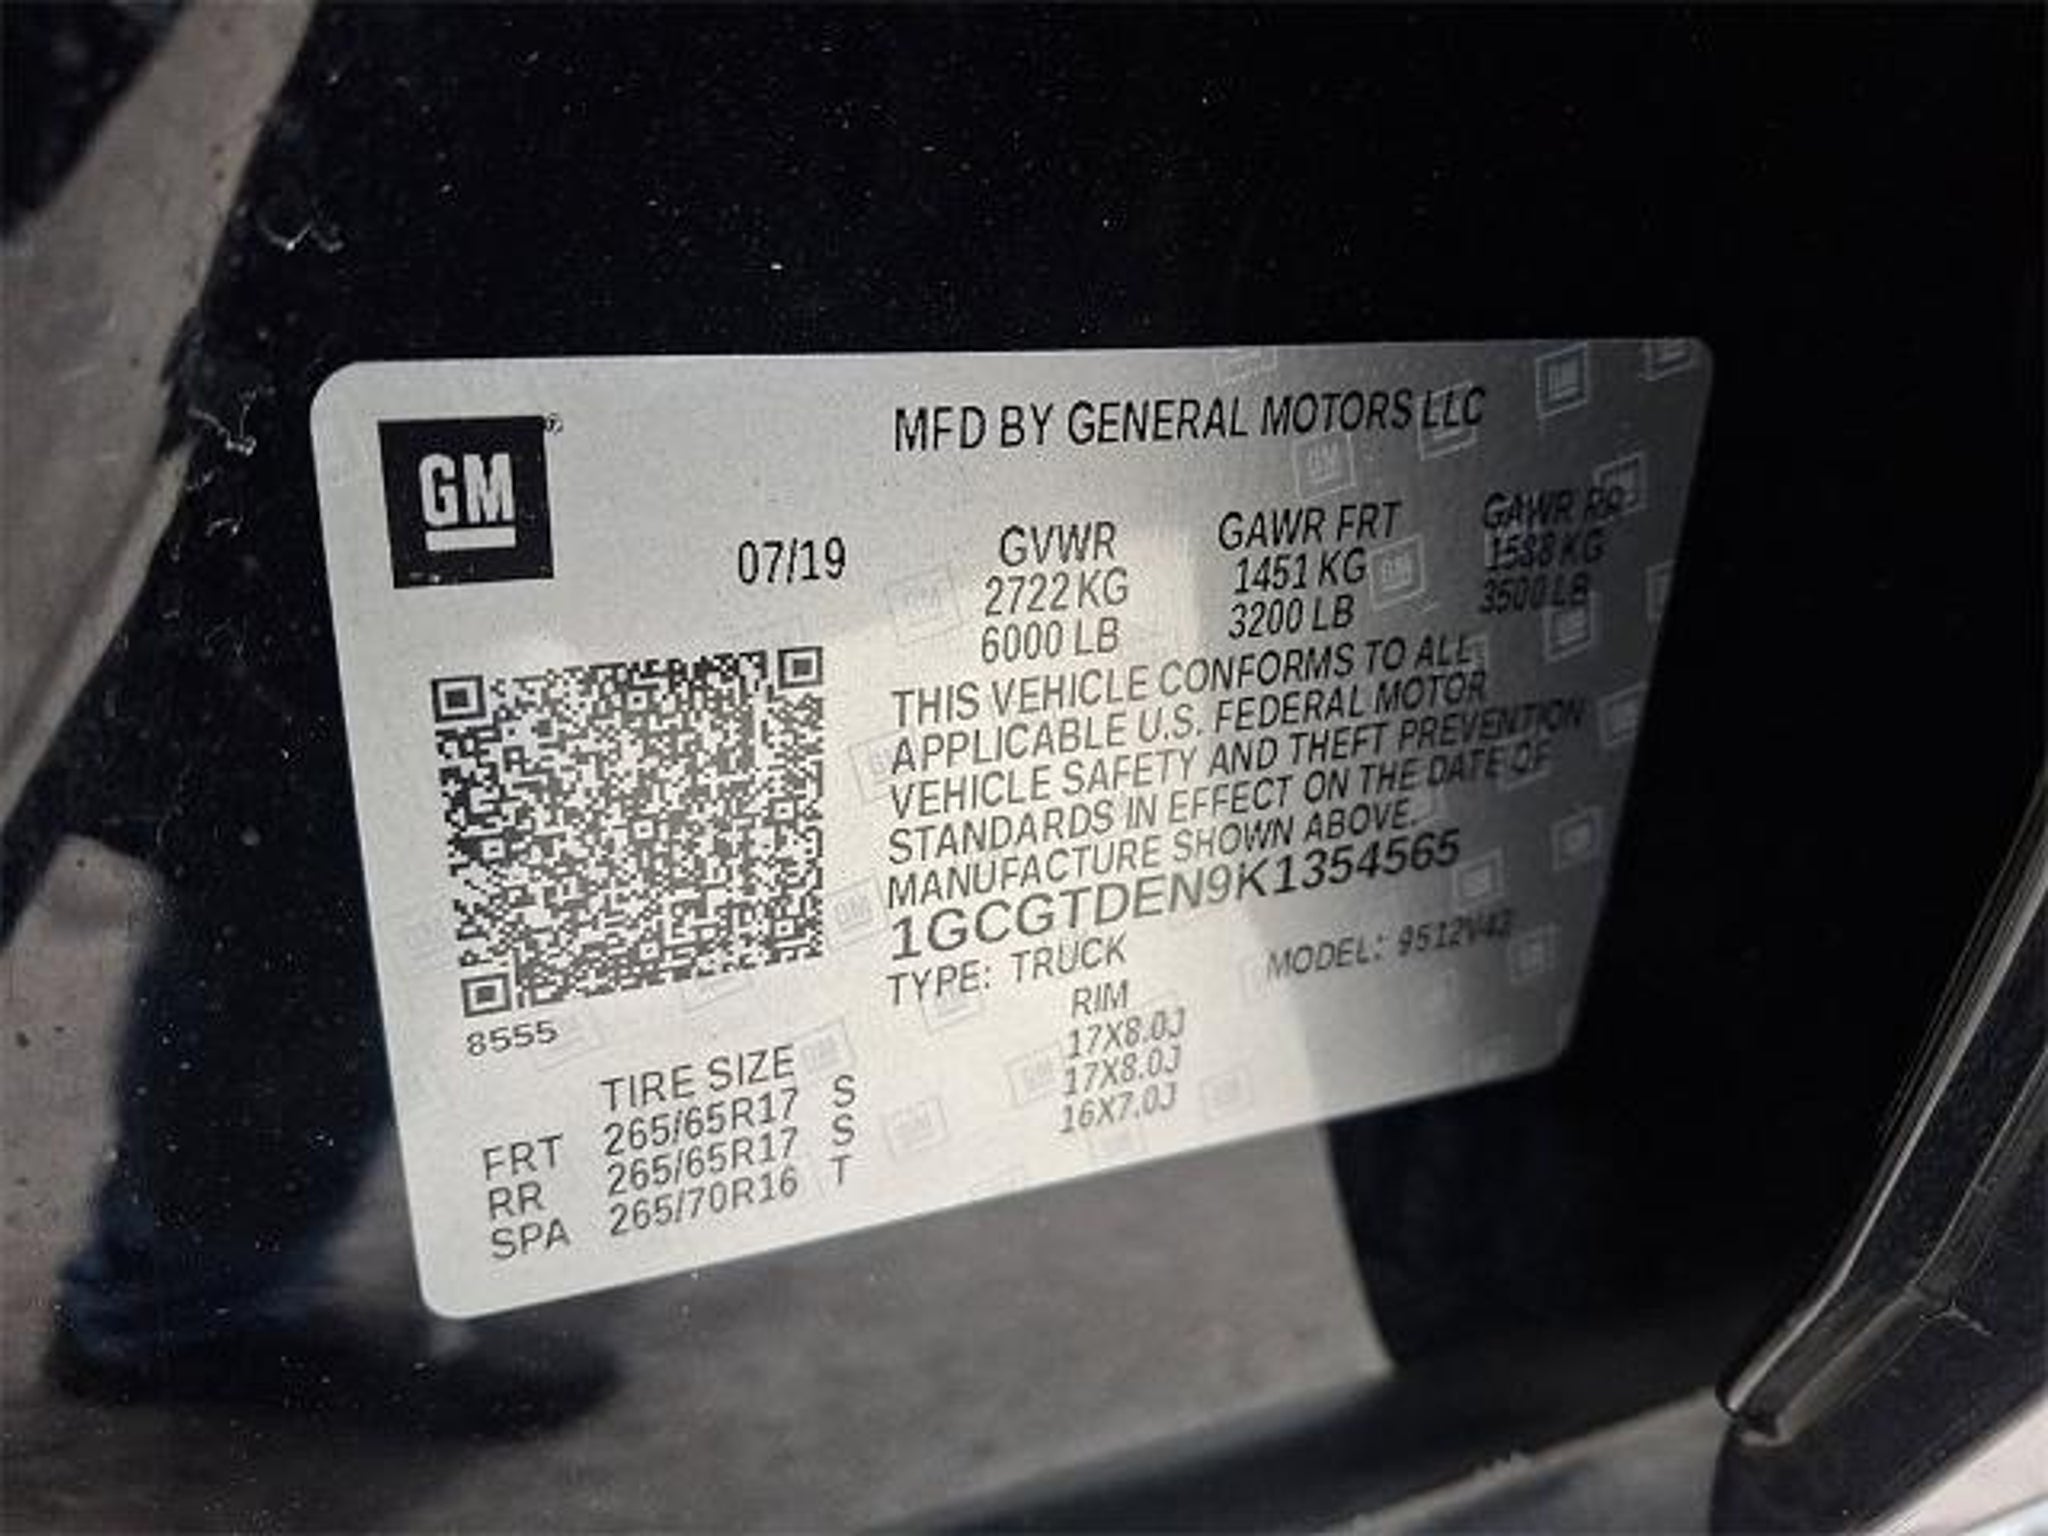 GM
MFD BY GENERAL MOTORS LLC
07/19
GVWR
2722 KG
6000 LB
GAWR FRT
1451 KG
3200 LB
GAWR RR
1588 KG
3500 LB
THIS VEHICLE CONFORMS TO ALL
APPLICABLE U.S. FEDERAL MOTOR
VEHICLE SAFETY AND THEFT PREVENTION
STANDARDS IN EFFECT ON THE DATE OF
MANUFACTURE SHOWN ABOVE.
1GCGTDEN9K1354565
TYPE: TRUCK MODEL: 9512V43
8555
TIRE SIZE RIM
FRT 265/65R17 S 17X8.0J
RR 265/65R17 S 17X8.0J
SPA 265/70R16 T 16X7.0J